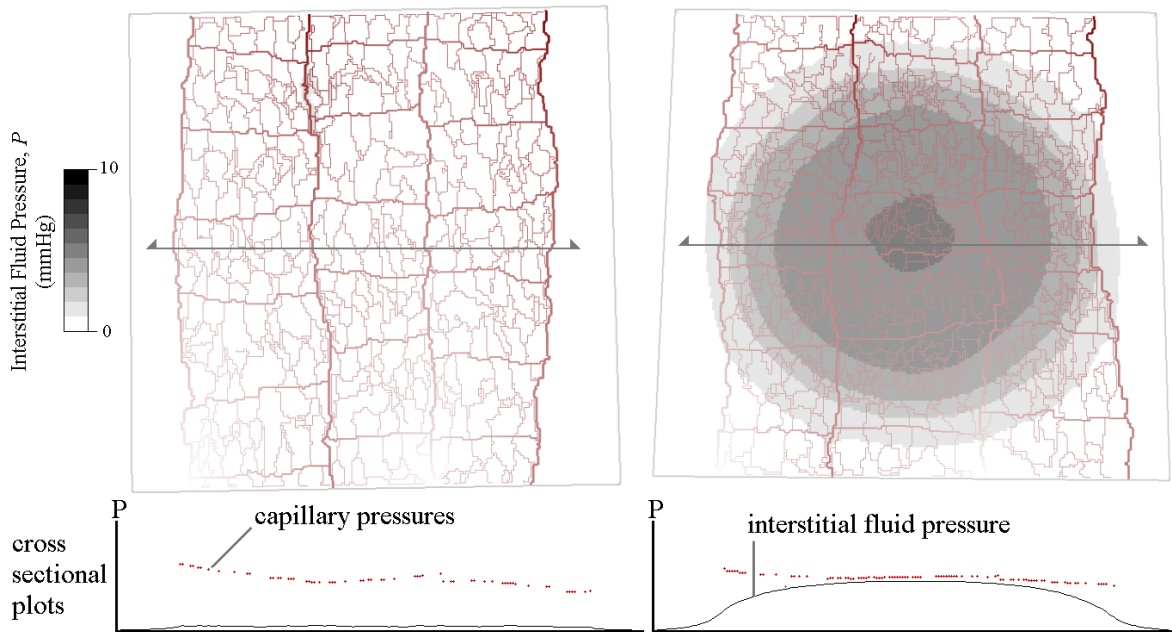 Interstitial Fluid Pressure, P
(mmHg)
10
0
P
capillary pressures
cross
sectional
plots
P
interstitial fluid pressure